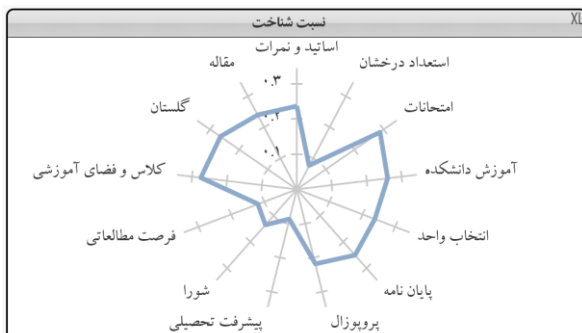 نسبت شناخت
XL
اساتید و نمرات
استعداد درخشان
امتحانات
آموزش دانشکده
انتخاب واحد
پایان نامه
پروپوزال
پیشرفت تحصیلی
شورا
فرصت مطالعاتی
کلاس و فضای آموزشی
گلستان
مقاله
۰.۳
۰.۲
۰.۱